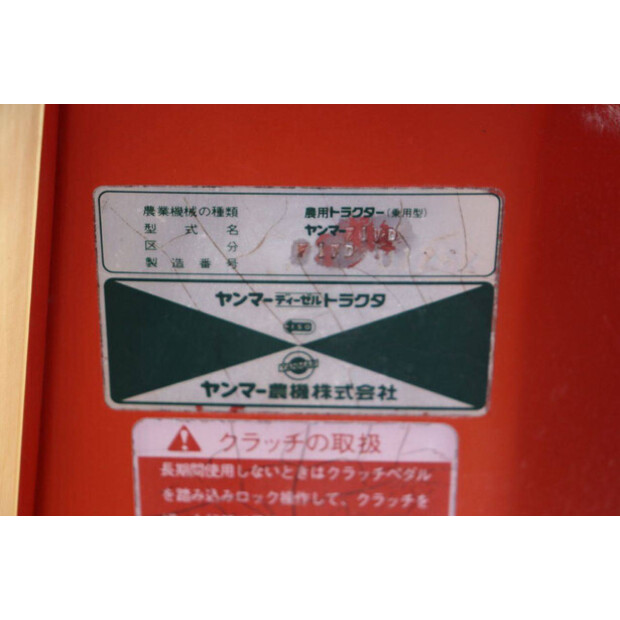 農業機械の種類 農用トラクター(乗用型)
型式名 ヤンマー
区分
製造番号
ヤンマーディーゼルトラクタ
ヤンマー農機株式会社
クラッチの取扱
長期間使用しないときはクラッチペダル
を踏み込みロック操作して、クラッチを